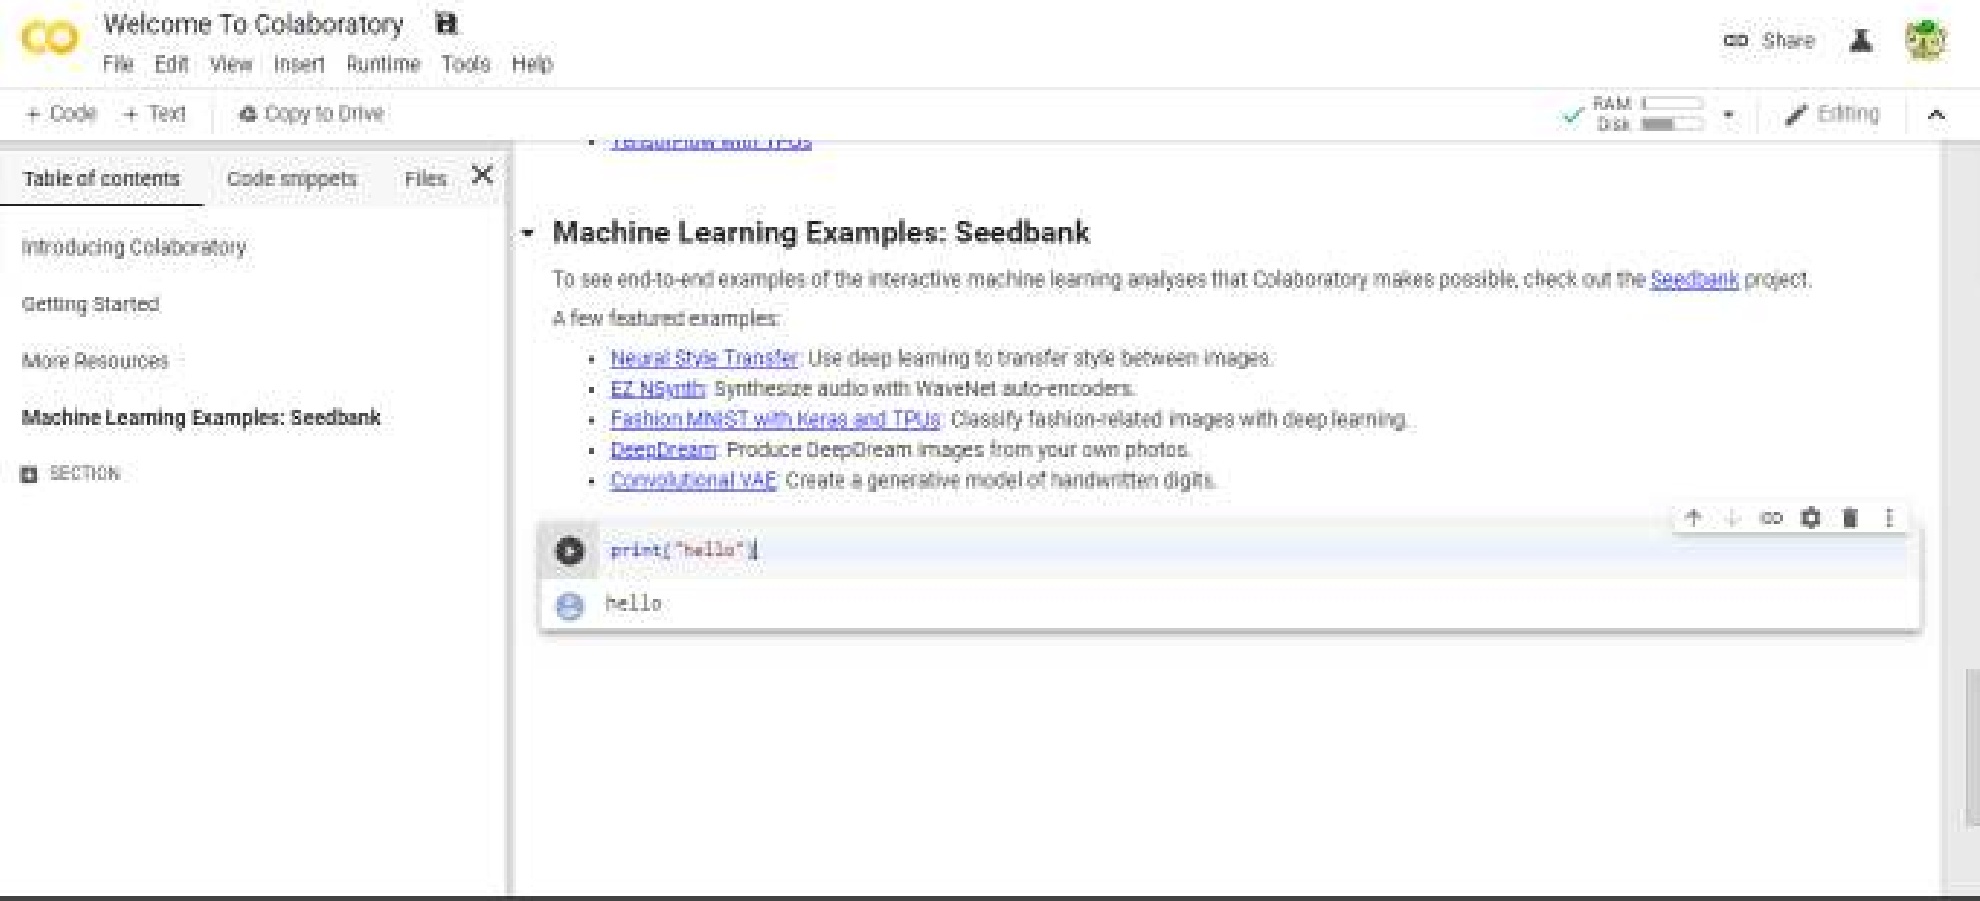 Welcome To Colaboratory
File Edit View Insert Runtime Tools Help
Share
+ Code + Text Copy to Drive
RAM
Disk
Editing
Table of contents Code snippets Files
Introducing Colaboratory
Getting Started
More Resources
Machine Learning Examples: Seedbank
SECTION
TensorFlow with TPUs
Machine Learning Examples: Seedbank
To see end-to-end examples of the interactive machine learning analyses that Colaboratory makes possible, check out the Seedbank project.
A few featured examples:
• Neural Style Transfer: Use deep learning to transfer style between images.
• EZ NSynth: Synthesize audio with WaveNet auto-encoders.
• Fashion MNIST with Keras and TPUs: Classify fashion-related images with deep learning.
• DeepDream: Produce DeepDream images from your own photos.
• Convolutional VAE: Create a generative model of handwritten digits.
print("hello")
hello